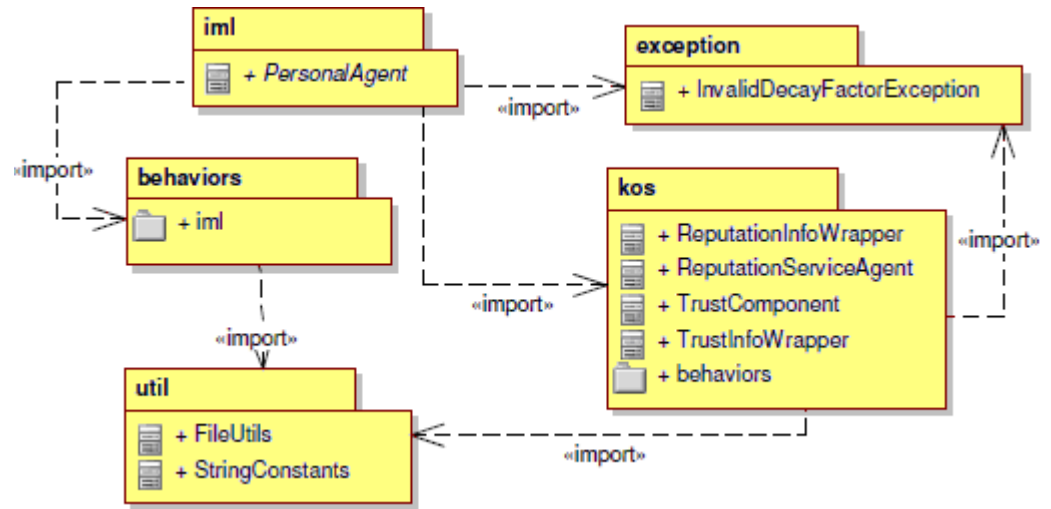 iml
+ PersonalAgent
exception
+ InvalidDecayFactorException
«import»
«import»
behaviors
+ iml
kos
+ ReputationInfoWrapper
+ ReputationServiceAgent
+ TrustComponent
+ TrustInfoWrapper
+ behaviors
«import»
«import»
«import»
util
+ FileUtils
+ StringConstants
«import»